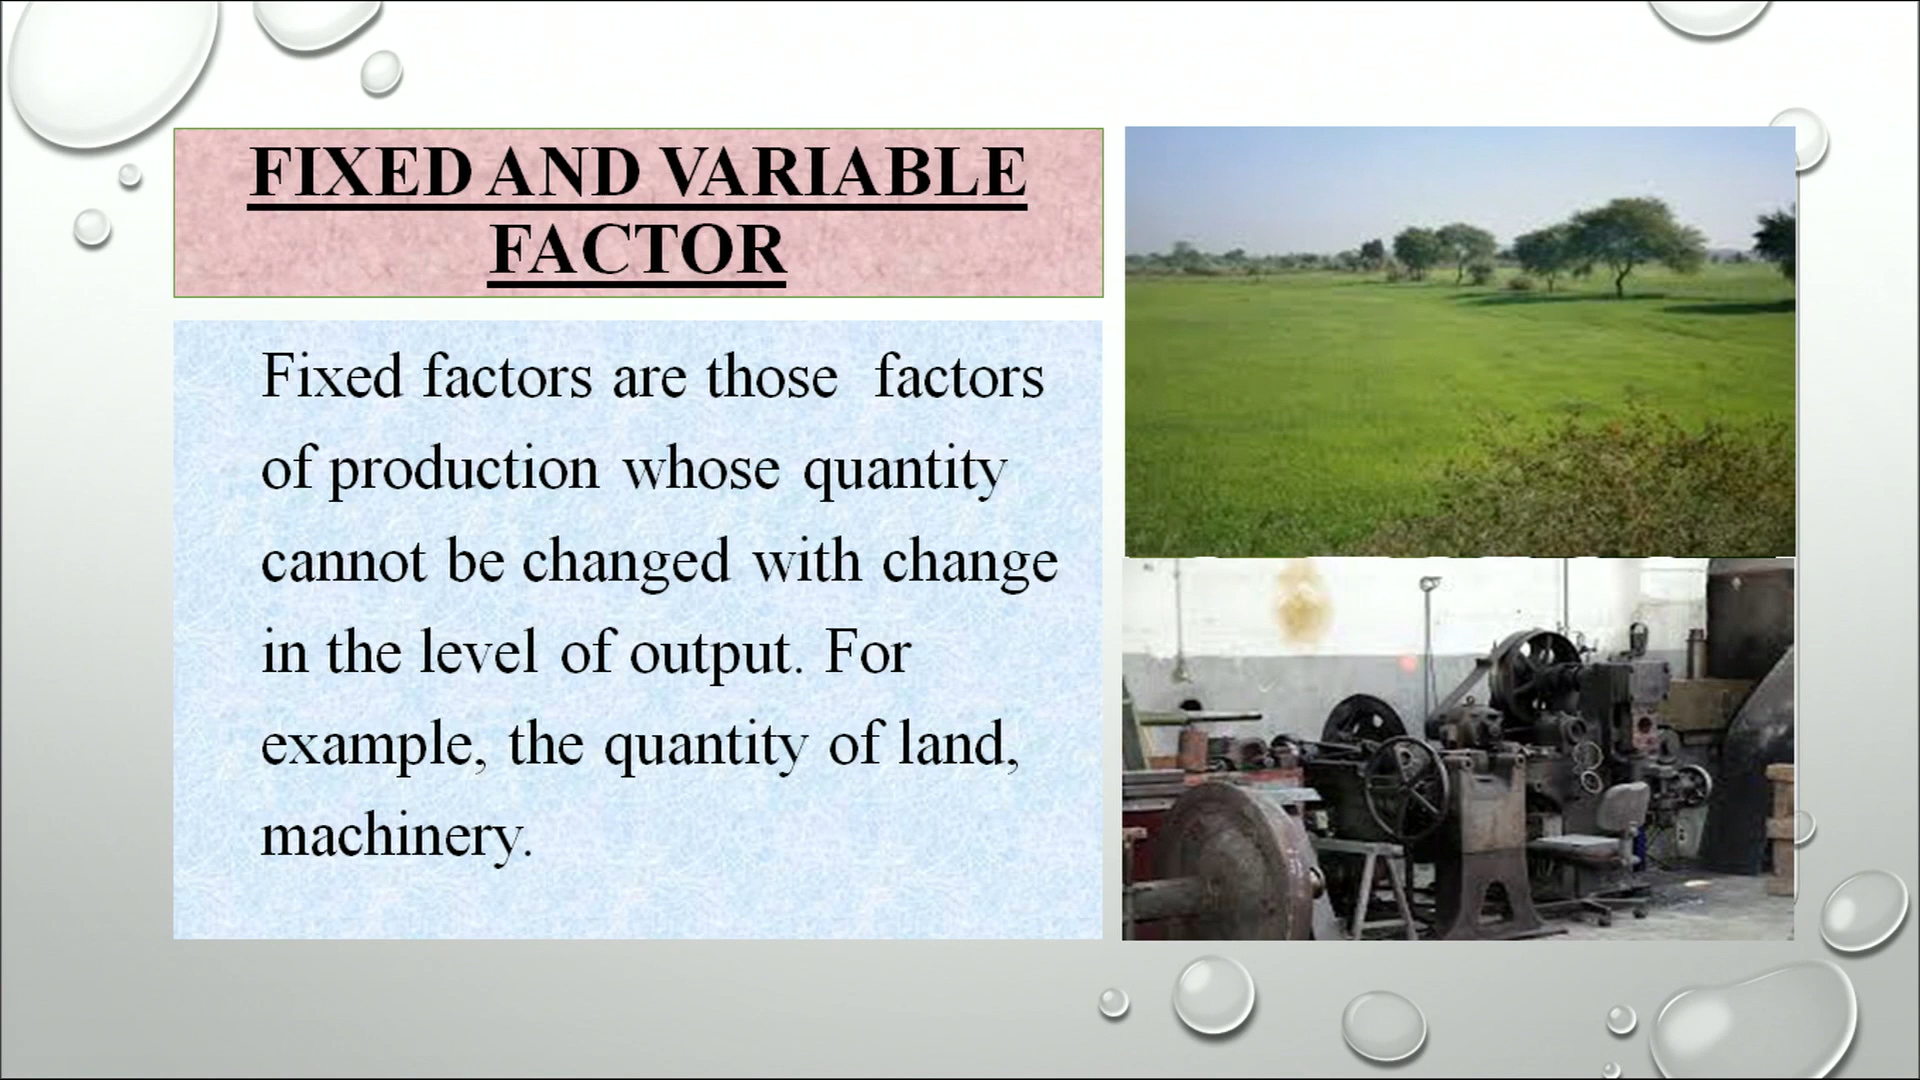 FIXED AND VARIABLE
FACTOR
Fixed factors are those factors
of production whose quantity
cannot be changed with change
in the level of output. For
example, the quantity of land,
machinery.